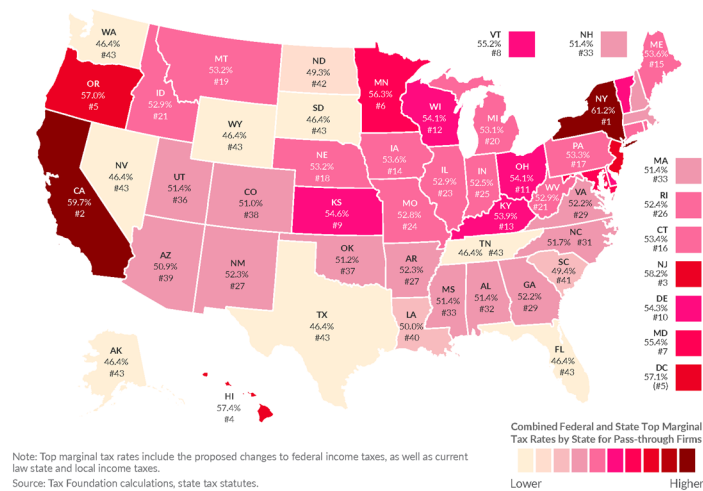 WA
46.4%
#43
OR
57.0%
#5
CA
59.7%
#2
NV
46.4%
#43
ID
52.9%
#21
MT
53.2%
#19
WY
46.4%
#43
UT
51.4%
#36
CO
51.0%
#38
AZ
50.9%
#39
NM
52.3%
#27
ND
49.3%
#42
SD
46.4%
#43
NE
53.2%
#18
KS
54.6%
#9
OK
51.2%
#37
TX
46.4%
#43
MN
56.3%
#6
IA
53.6%
#14
MO
52.8%
#24
AR
52.3%
#27
LA
50.0%
#40
WI
54.1%
#12
IL
52.9%
#23
MI
53.1%
#20
IN
52.5%
#25
OH
54.1%
#11
KY
53.9%
#13
TN
46.4% #43
MS
51.4%
#33
AL
51.4%
#32
GA
52.2%
#29
FL
46.4%
#43
SC
49.4%
#41
NC
51.7% #31
VA
52.2%
#29
WV
52.9%
#21
PA
53.3%
#17
NY
61.2%
#1
VT
55.2%
#8
NH
51.4%
#33
ME
53.6%
#15
MA
51.4%
#33
RI
52.4%
#26
CT
53.4%
#16
NJ
58.2%
#3
DE
54.3%
#10
MD
55.4%
#7
DC
57.1%
(#5)
AK
46.4%
#43
HI
57.4%
#4
Combined Federal and State Top Marginal
Tax Rates by State for Pass-through Firms
Lower Higher
Note: Top marginal tax rates include the proposed changes to federal income taxes, as well as current
law state and local income taxes.
Source: Tax Foundation calculations, state tax statutes.